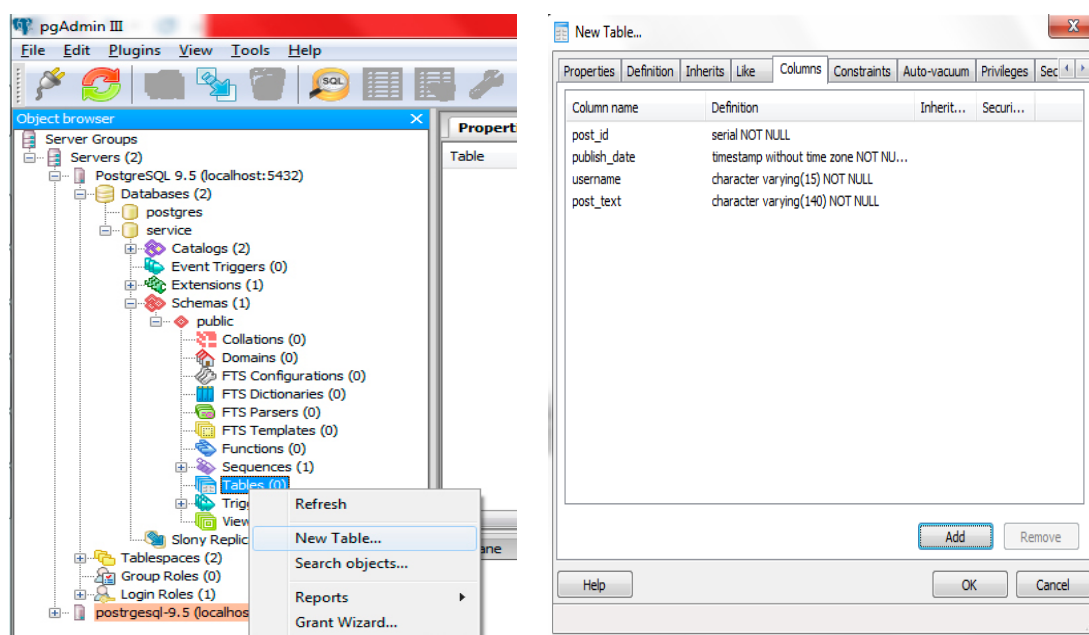 pgAdmin III
File Edit Plugins View Tools Help
SQL
Object browser
Server Groups
Servers (2)
PostgreSQL 9.5 (localhost:5432)
Databases (2)
postgres
service
Catalogs (2)
Event Triggers (0)
Extensions (1)
Schemas (1)
public
Collations (0)
Domains (0)
FTS Configurations (0)
FTS Dictionaries (0)
FTS Parsers (0)
FTS Templates (0)
Functions (0)
Sequences (1)
Tables (0)
Trigg
View
Slony Replic
Tablespaces (2)
Group Roles (0)
Login Roles (1)
postrgesql-9.5 (localhos
Refresh
New Table...
Search objects...
Reports
Grant Wizard...
Properti
Table
ane
New Table...
X
Properties Definition Inherits Like Columns Constraints Auto-vacuum Privileges Sec
Column name Definition Inherit... Securi...
post_id serial NOT NULL
publish_date timestamp without time zone NOT NU...
username character varying(15) NOT NULL
post_text character varying(140) NOT NULL
Add Remove
Help OK Cancel